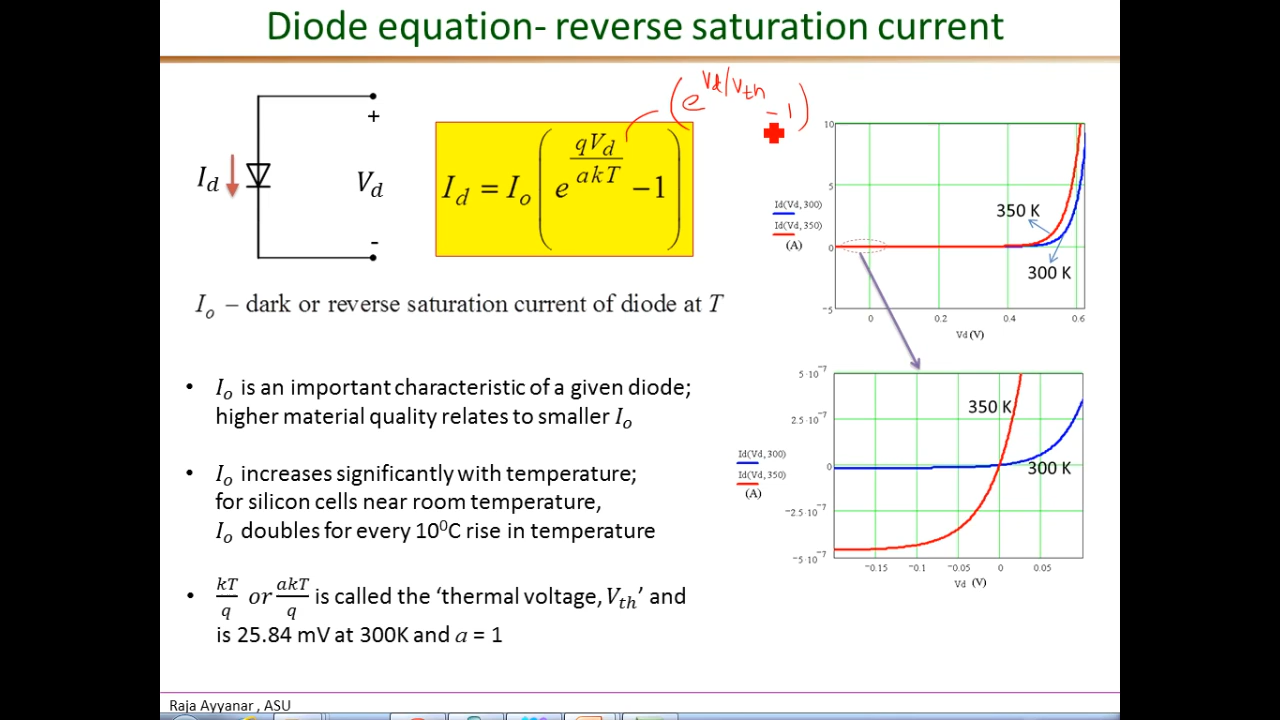 Diode equation- reverse saturation current
(e^{Vd/Vth} - 1)
I_d
+
V_d
-
I_d = I_o ( e^{qV_d/akT} - 1 )
I_o – dark or reverse saturation current of diode at T
• I_o is an important characteristic of a given diode;
higher material quality relates to smaller I_o
• I_o increases significantly with temperature;
for silicon cells near room temperature,
I_o doubles for every 10⁰C rise in temperature
• kT/q or akT/q is called the ‘thermal voltage, V_th’ and
is 25.84 mV at 300K and a = 1
10
5
0
−5
Id(Vd,300)
Id(Vd,350)
(A)
350 K
300 K
0 0.2 0.4 0.6
Vd (V)
5·10⁻⁷
2.5·10⁻⁷
0
−2.5·10⁻⁷
−5·10⁻⁷
Id(Vd,300)
Id(Vd,350)
(A)
350 K
300 K
−0.15 −0.1 −0.05 0 0.05
Vd (V)
Raja Ayyanar , ASU